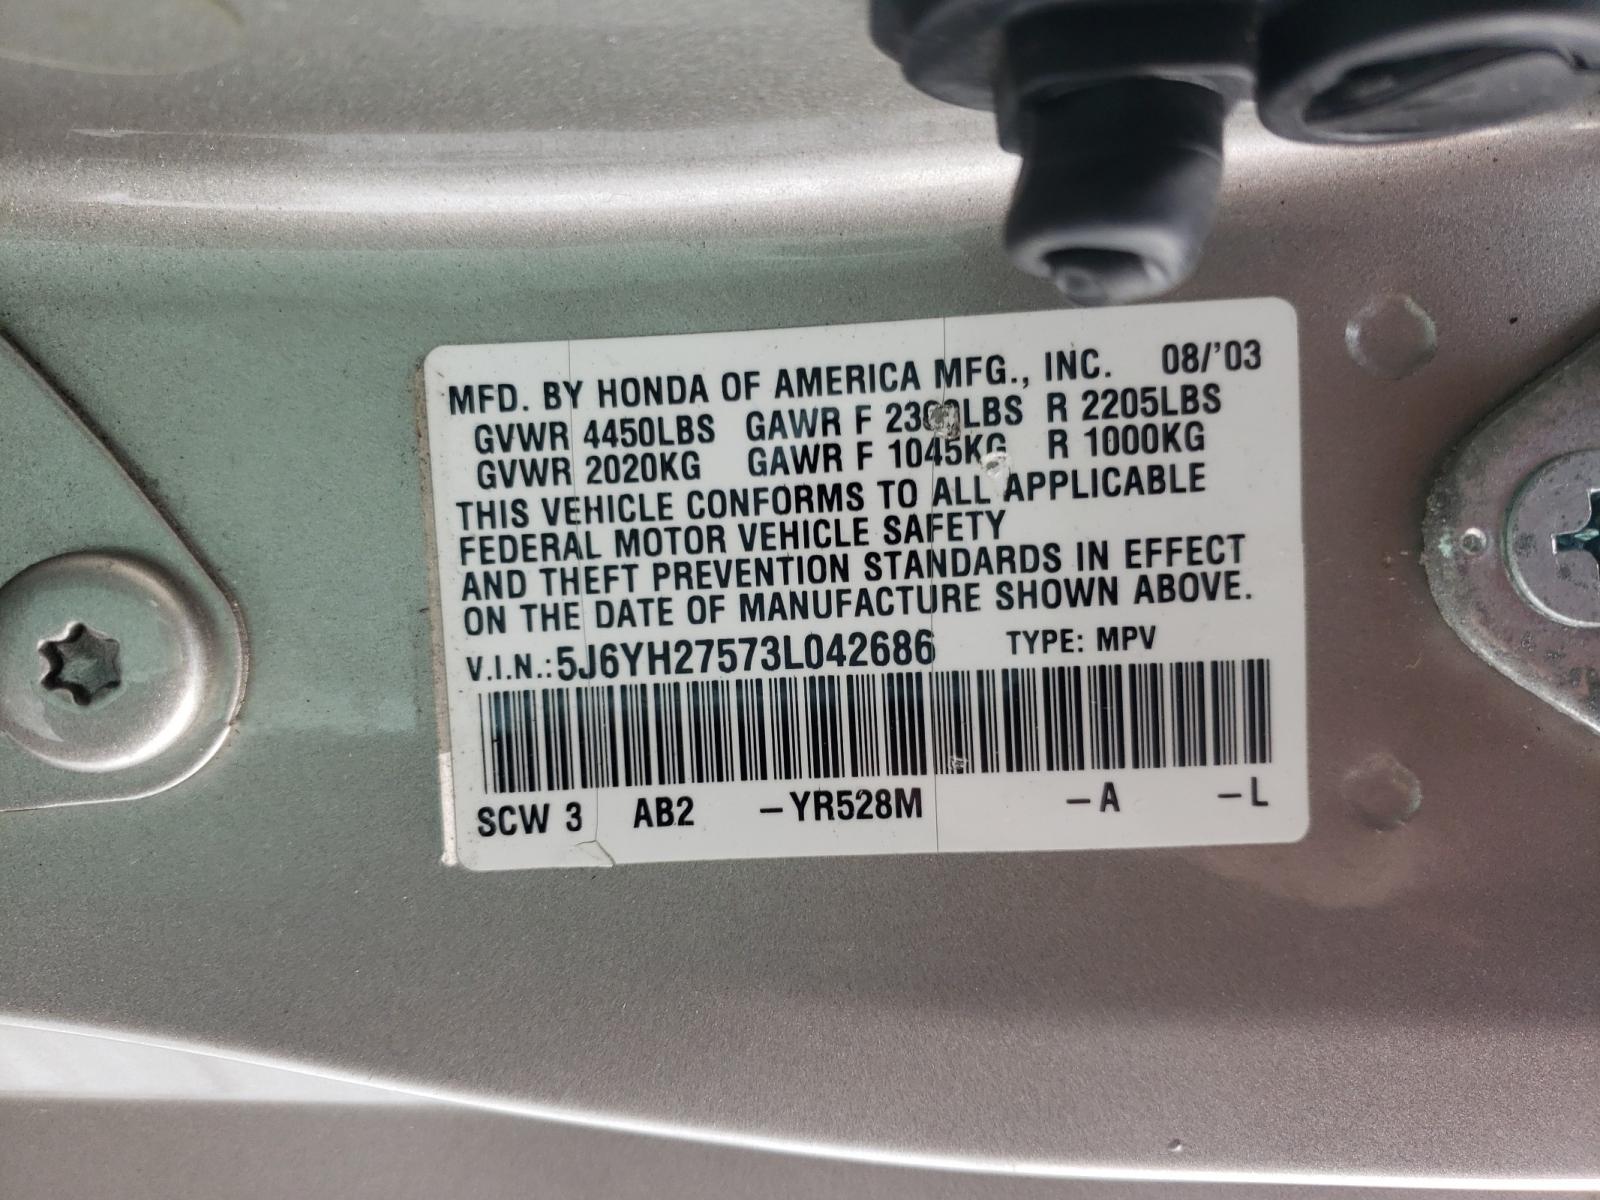 MFD. BY HONDA OF AMERICA MFG., INC. 08/'03
GVWR 4450LBS GAWR F R 2205LBS
GVWR 2020KG GAWR F 1045KG R 1000KG
THIS VEHICLE CONFORMS TO ALL APPLICABLE
FEDERAL MOTOR VEHICLE SAFETY
AND THEFT PREVENTION STANDARDS IN EFFECT
ON THE DATE OF MANUFACTURE SHOWN ABOVE.
V.I.N.:5J6YH27573L042686 TYPE: MPV
SCW 3 AB2 –YR528M –A –L